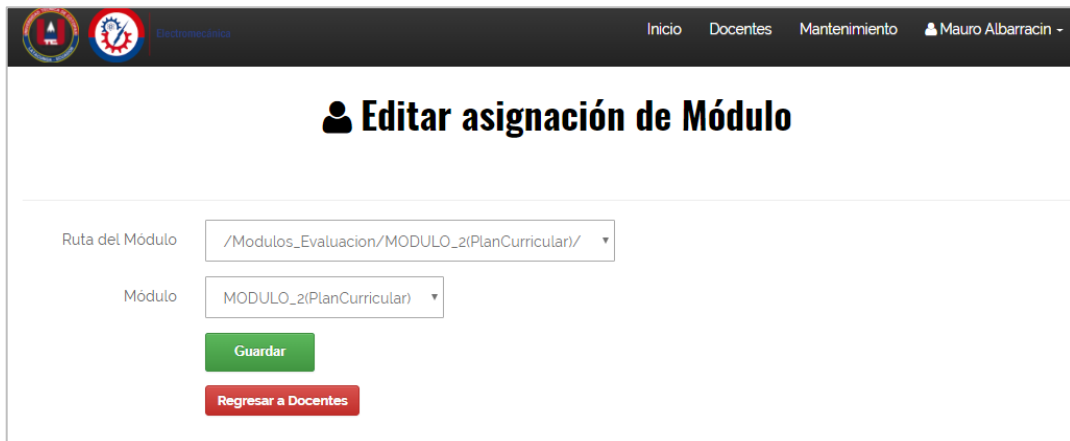 Electromecánica
Inicio Docentes Mantenimiento Mauro Albarracin
Editar asignación de Módulo
Ruta del Módulo /Modulos_Evaluacion/MODULO_2(PlanCurricular)/
Módulo MODULO_2(PlanCurricular)
Guardar
Regresar a Docentes